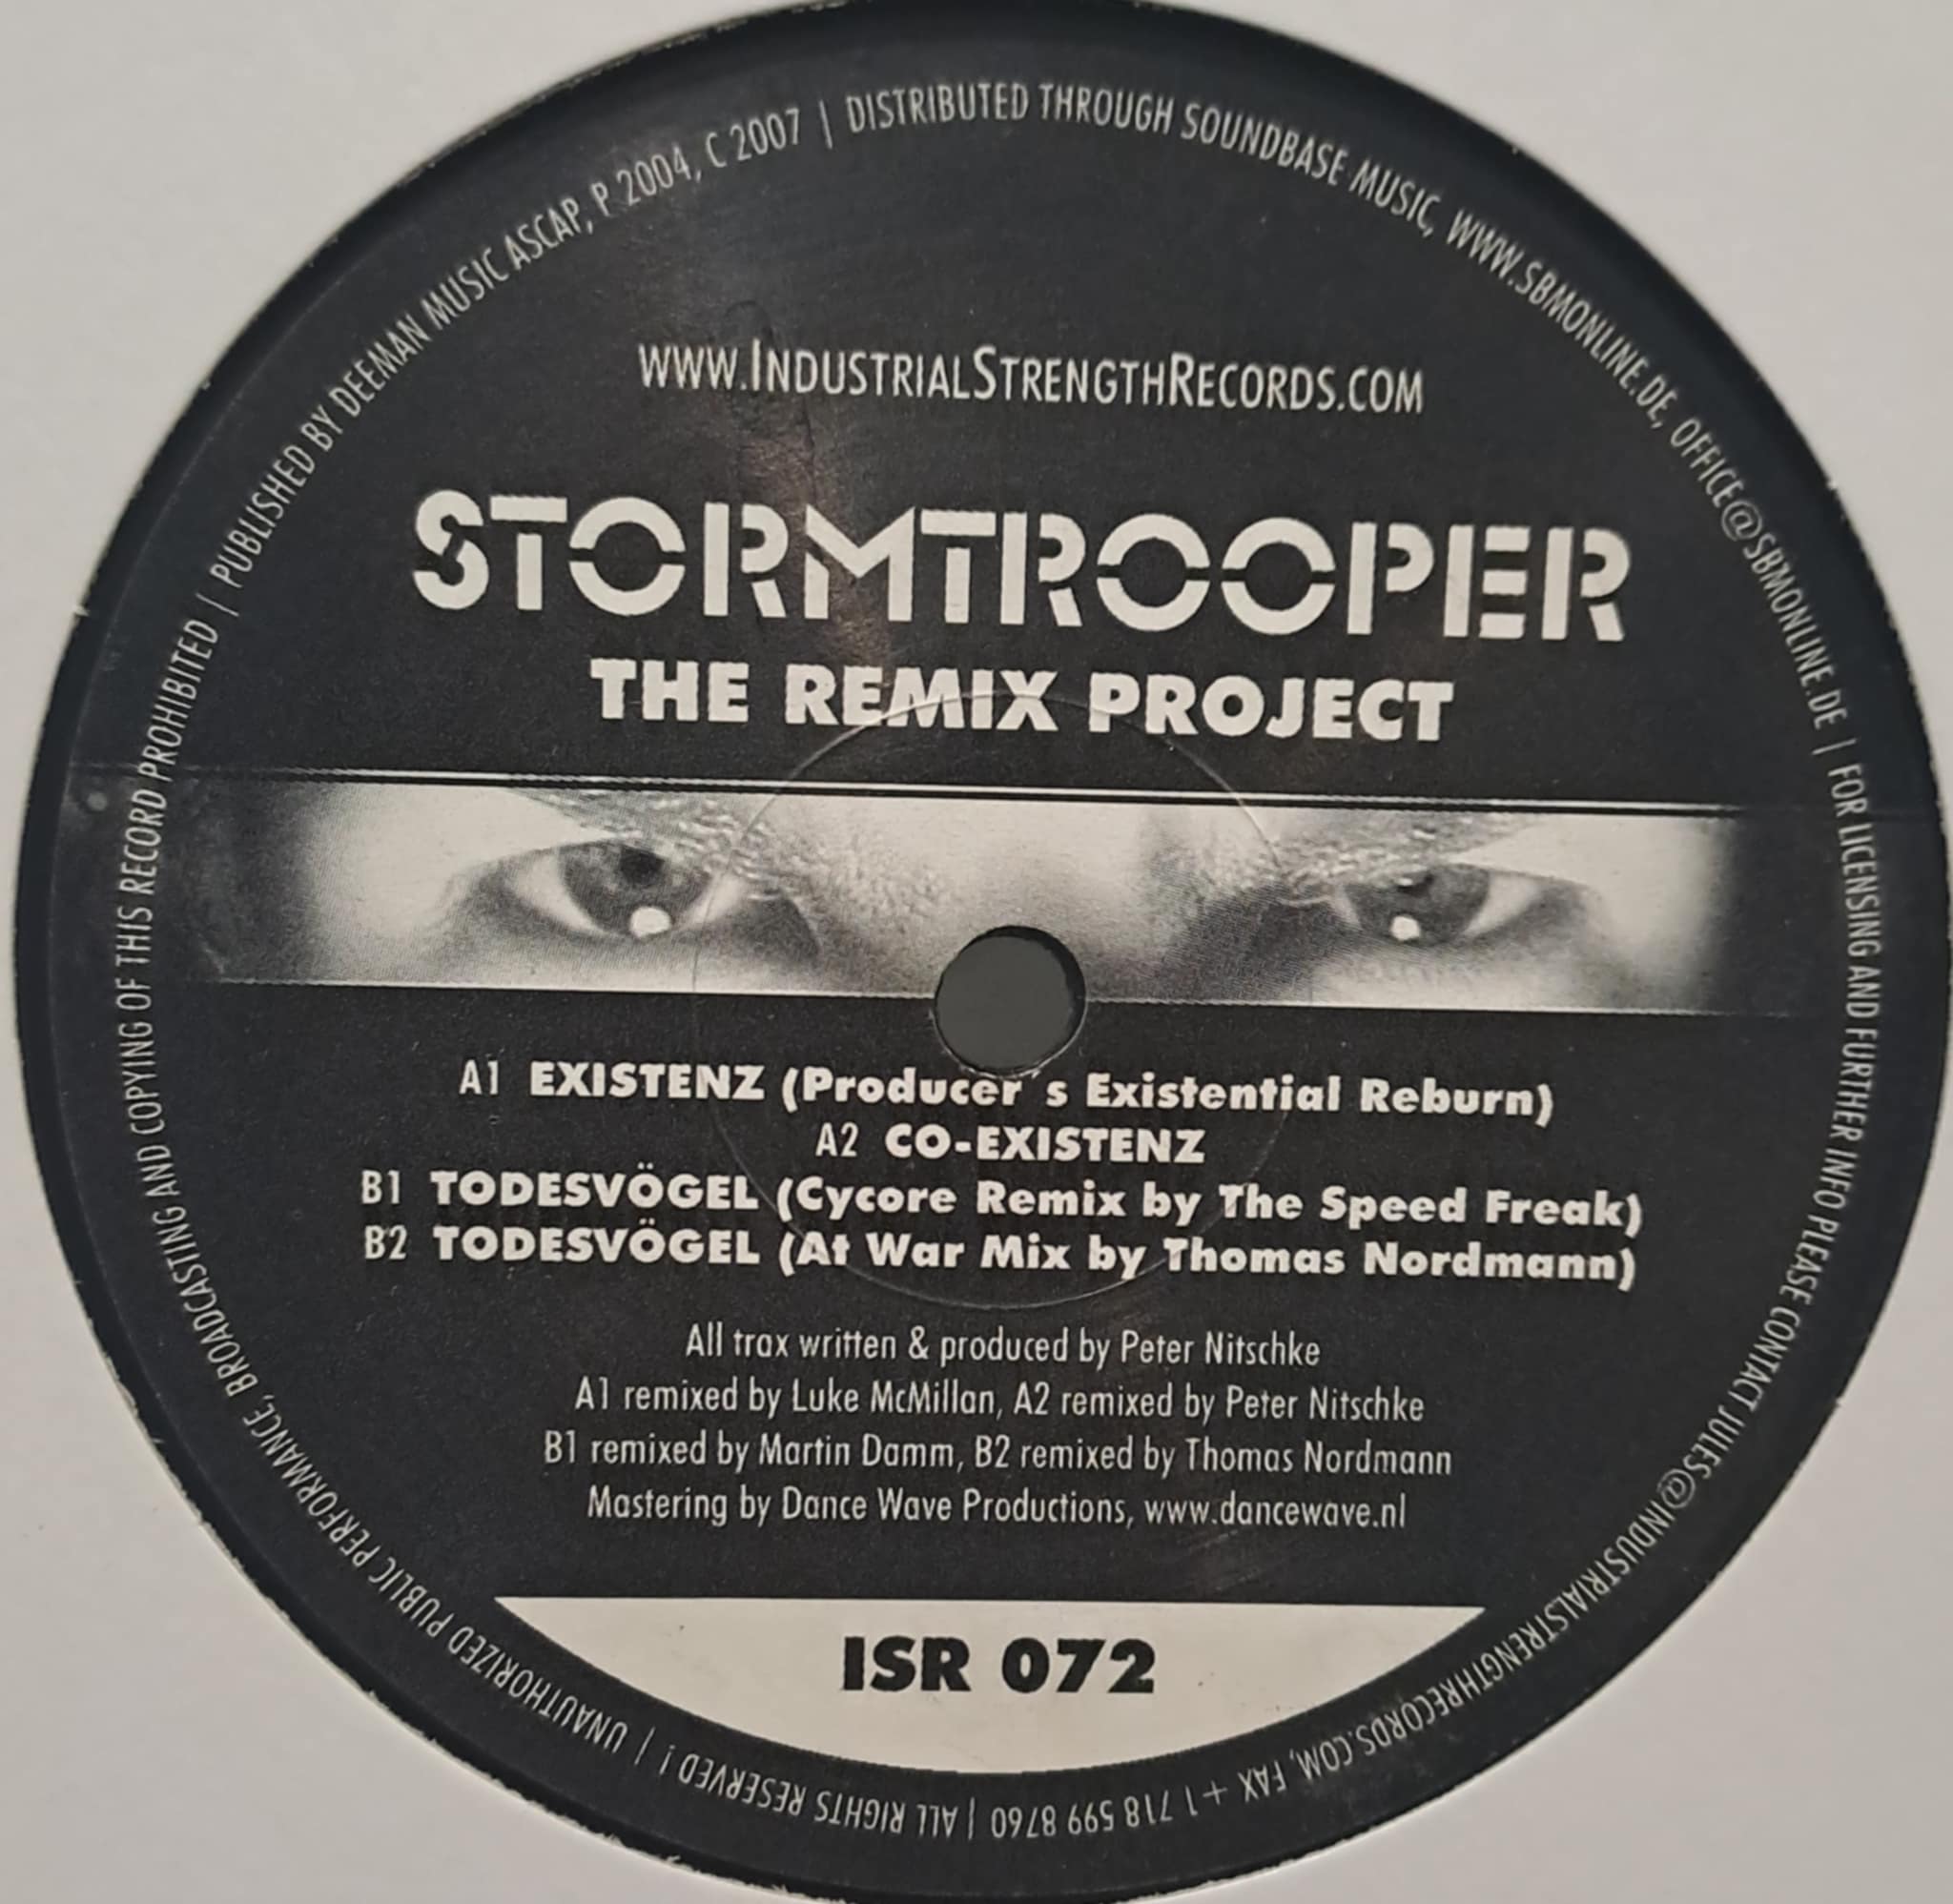 WWW.INDUSTRIALSTRENGTHRECORDS.COM
STORMTROOPER
THE REMIX PROJECT
A1 EXISTENZ (Producer´s Existential Reburn)
A2 CO-EXISTENZ
B1 TODESVÖGEL (Cycore Remix by The Speed Freak)
B2 TODESVÖGEL (At War Mix by Thomas Nordmann)
All trax written & produced by Peter Nitschke
A1 remixed by Luke McMillan, A2 remixed by Peter Nitschke
B1 remixed by Martin Damm, B2 remixed by Thomas Nordmann
Mastering by Dance Wave Productions, www.dancewave.nl
ISR 072
UNAUTHORIZED PUBLIC PERFORMANCE, BROADCASTING AND COPYING OF THIS RECORD PROHIBITED | PUBLISHED BY DEEMAN MUSIC ASCAP, P 2004, C 2007 | DISTRIBUTED THROUGH SOUNDBASE MUSIC, WWW.SBMONLINE.DE, OFFICE@SBMONLINE.DE | FOR LICENSING AND FURTHER INFO PLEASE CONTACT JULES@INDUSTRIALSTRENGTHRECORDS.COM, FAX + 1 718 599 8760 | ALL RIGHTS RESERVED ! |